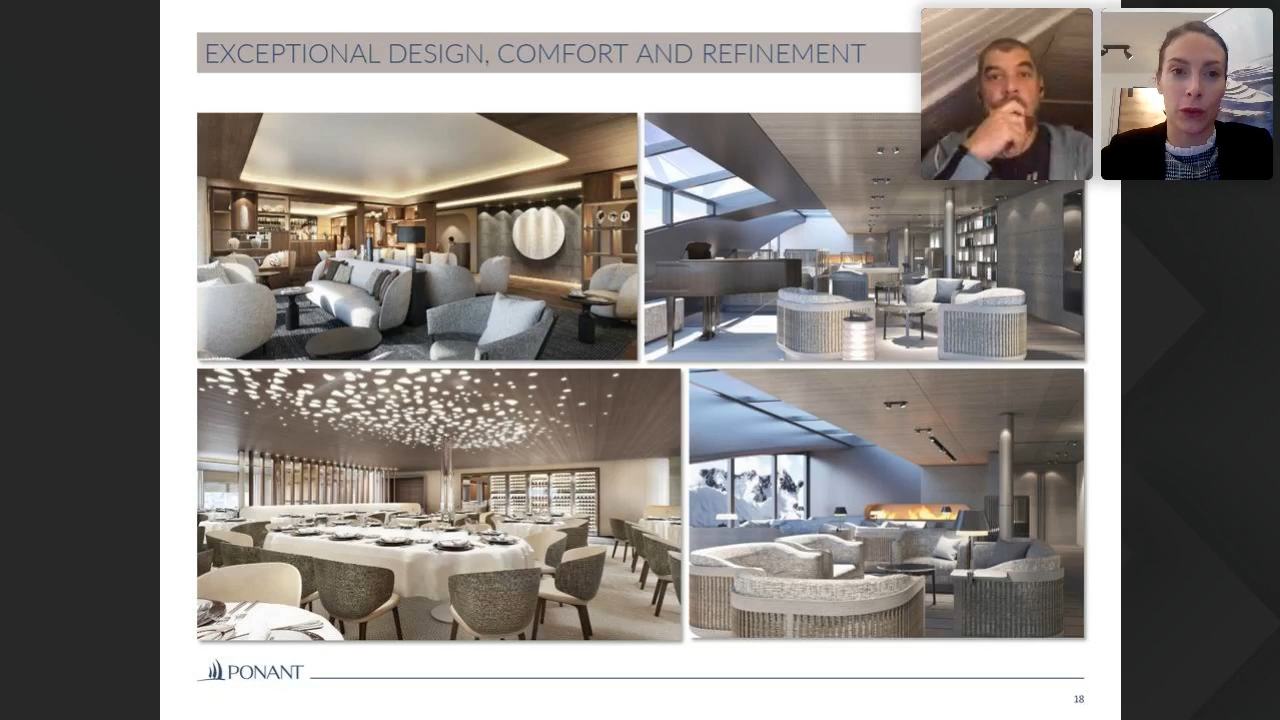 EXCEPTIONAL DESIGN, COMFORT AND REFINEMENT
PONANT
18